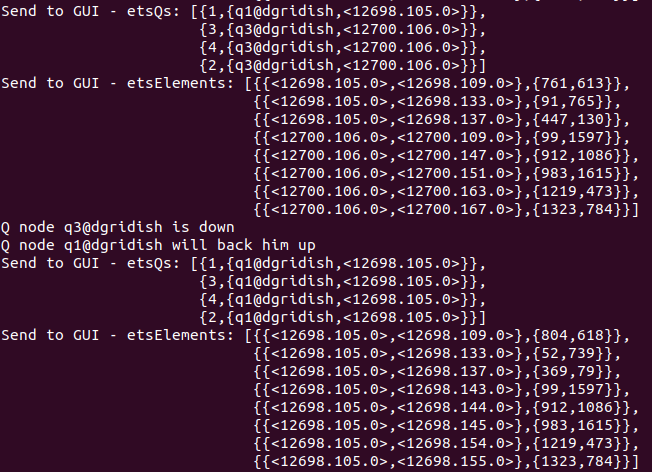 Send to GUI - etsQs: [{1,{q1@dgridish,<12698.105.0>}},
{3,{q3@dgridish,<12700.106.0>}},
{4,{q3@dgridish,<12700.106.0>}},
{2,{q3@dgridish,<12700.106.0>}}]
Send to GUI - etsElements: [{{<12698.105.0>,<12698.109.0>},{761,613}},
{{<12698.105.0>,<12698.133.0>},{91,765}},
{{<12698.105.0>,<12698.137.0>},{447,130}},
{{<12700.106.0>,<12700.109.0>},{99,1597}},
{{<12700.106.0>,<12700.147.0>},{912,1086}},
{{<12700.106.0>,<12700.151.0>},{983,1615}},
{{<12700.106.0>,<12700.163.0>},{1219,473}},
{{<12700.106.0>,<12700.167.0>},{1323,784}}]
Q node q3@dgridish is down
Q node q1@dgridish will back him up
Send to GUI - etsQs: [{1,{q1@dgridish,<12698.105.0>}},
{3,{q1@dgridish,<12698.105.0>}},
{4,{q1@dgridish,<12698.105.0>}},
{2,{q1@dgridish,<12698.105.0>}}]
Send to GUI - etsElements: [{{<12698.105.0>,<12698.109.0>},{804,618}},
{{<12698.105.0>,<12698.133.0>},{52,739}},
{{<12698.105.0>,<12698.137.0>},{369,79}},
{{<12698.105.0>,<12698.143.0>},{99,1597}},
{{<12698.105.0>,<12698.144.0>},{912,1086}},
{{<12698.105.0>,<12698.145.0>},{983,1615}},
{{<12698.105.0>,<12698.154.0>},{1219,473}},
{{<12698.105.0>,<12698.155.0>},{1323,784}}]